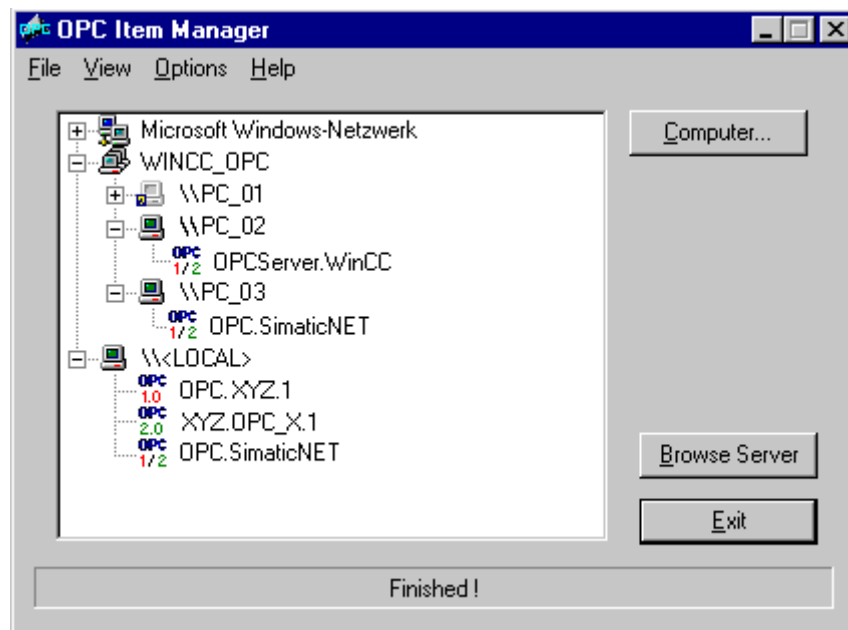 OPC OPC Item Manager
File View Options Help
Microsoft Windows-Netzwerk
Computer...
WINCC_OPC
\\PC_01
\\PC_02
OPC 1/2 OPCServer.WinCC
\\PC_03
OPC 1/2 OPC.SimaticNET
\\<LOCAL>
OPC 1.0 OPC.XYZ.1
OPC 2.0 XYZ.OPC_X.1
OPC 1/2 OPC.SimaticNET
Browse Server
Exit
Finished !